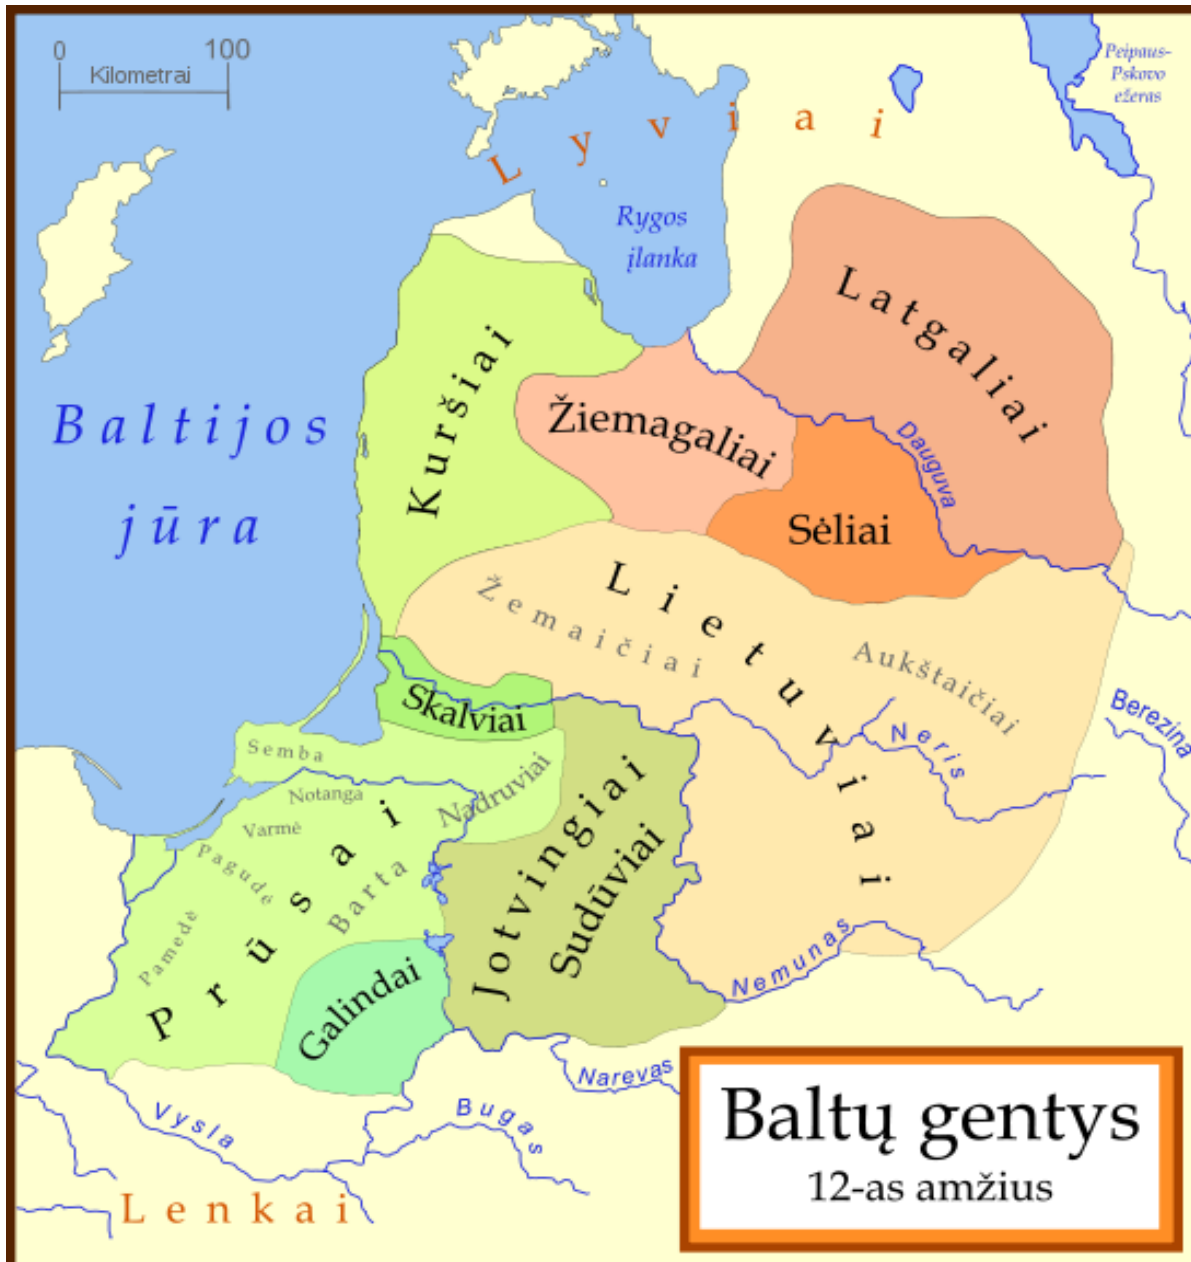 0 100
Kilometrai
Peipaus-
Pskovo
ežeras
Lyviai
Rygos
įlanka
Latgaliai
Kuršiai
Baltijos
jūra
Žiemagaliai
Dauguva
Sėliai
Lietuviai
Žemaičiai
Aukštaičiai
Skalviai
Berezina
Neris
Semba
Notanga
Nadruviai
Varmė
Pagudė
Prūsai
Barta
Pamedė
Jotvingiai
Sudūviai
Galindai
Nemunas
Narevas
Vysla
Bugas
Lenkai
Baltų gentys
12-as amžius